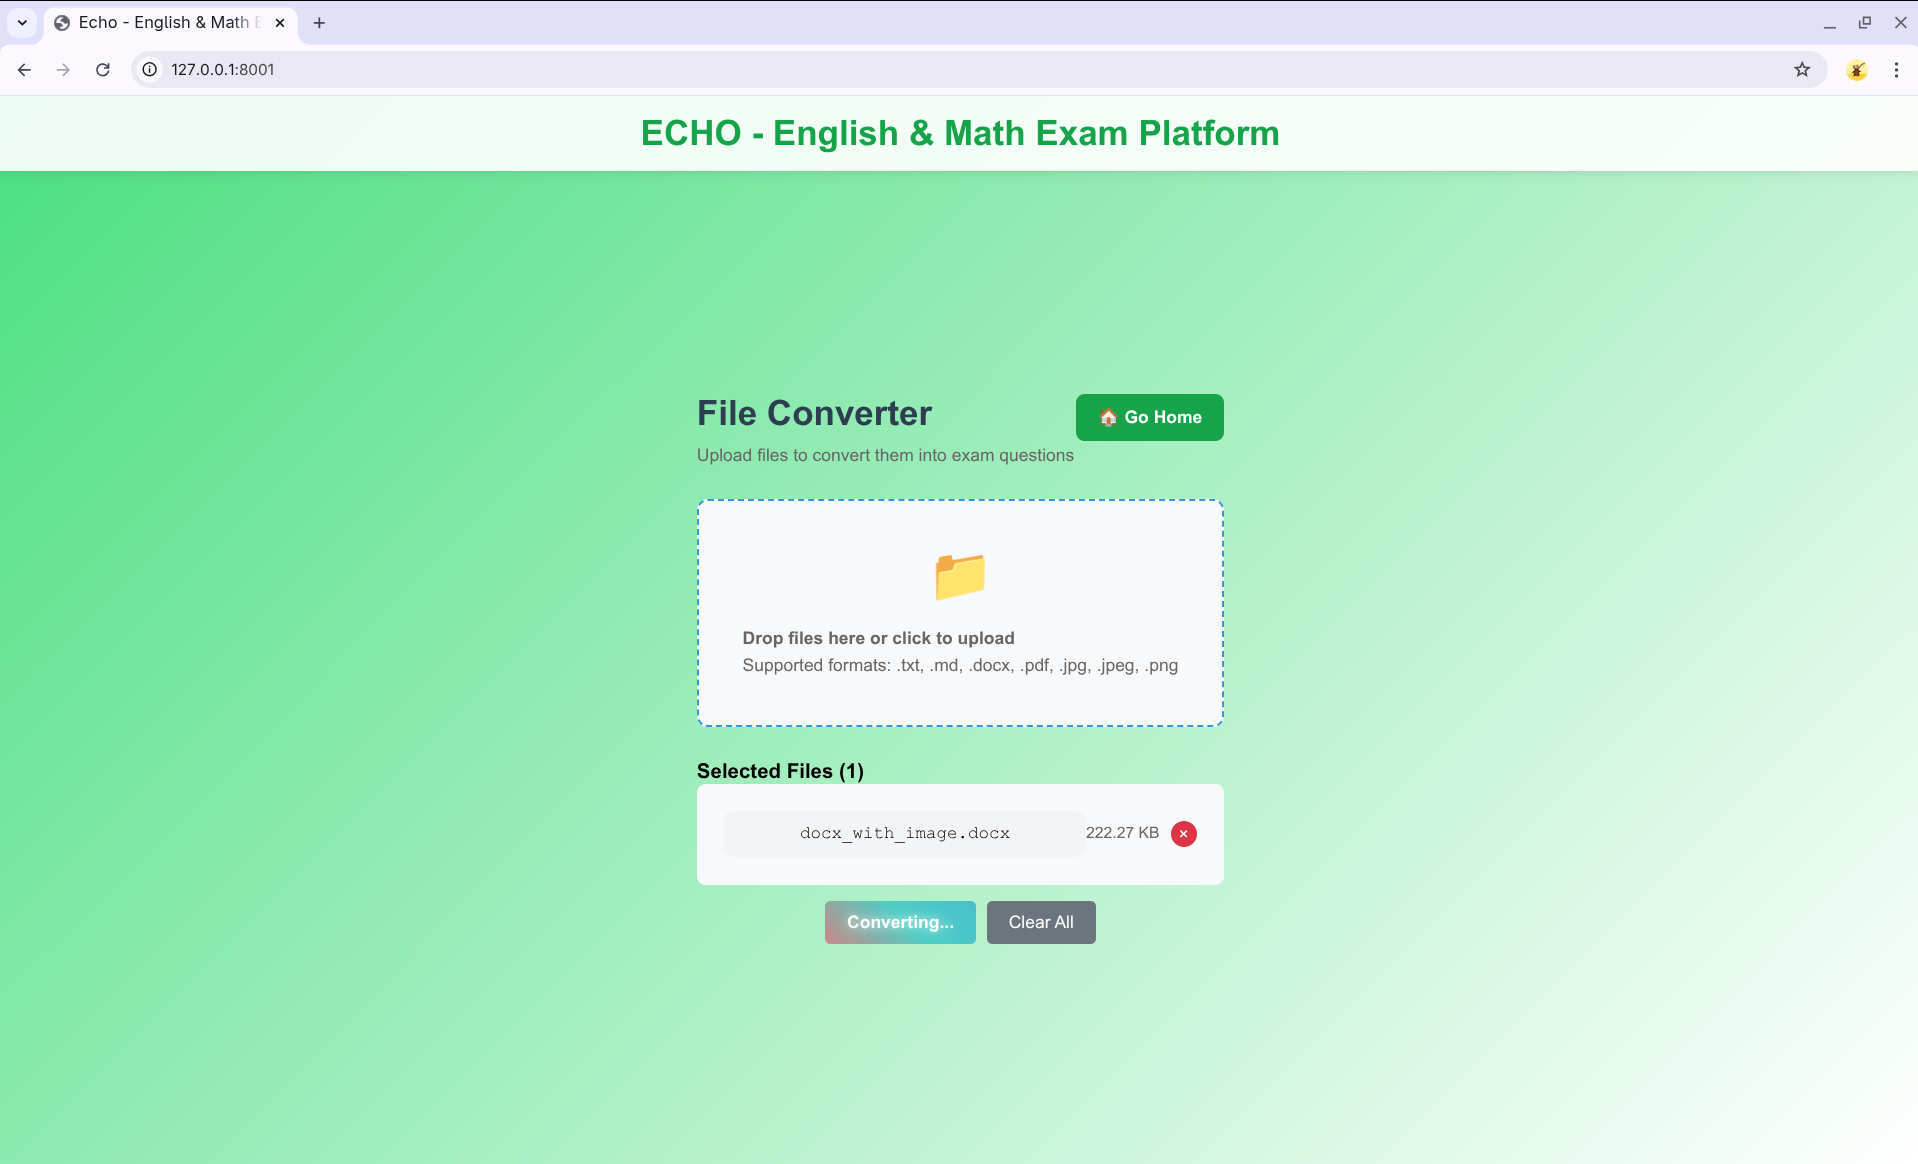 Echo - English & Math E
127.0.0.1:8001
ECHO - English & Math Exam Platform
File Converter
Go Home
Upload files to convert them into exam questions
Drop files here or click to upload
Supported formats: .txt, .md, .docx, .pdf, .jpg, .jpeg, .png
Selected Files (1)
docx_with_image.docx 222.27 KB
Converting... Clear All